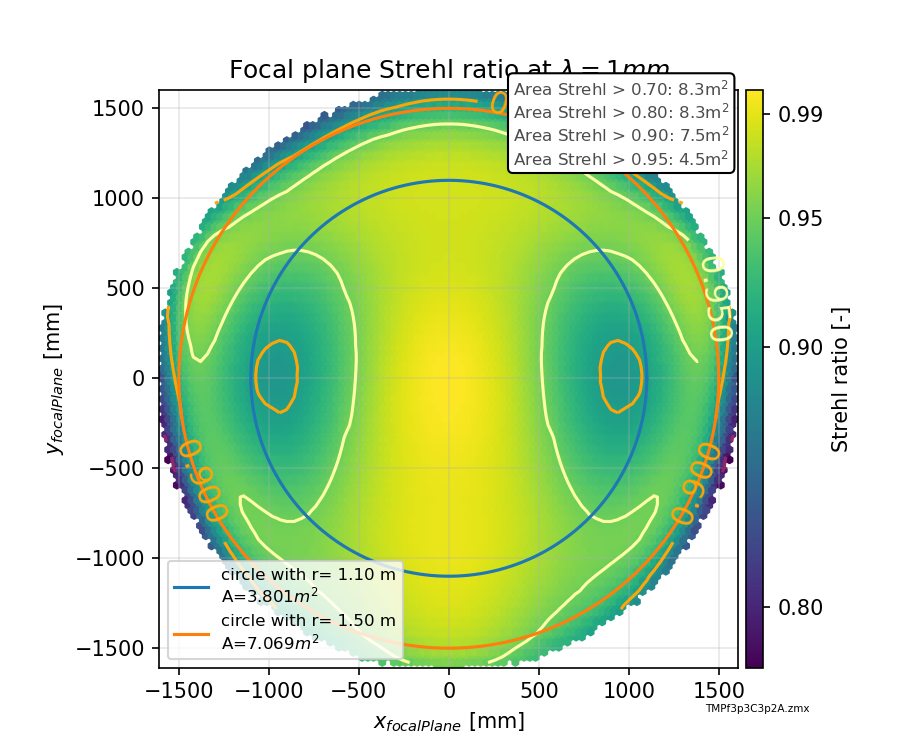 Focal plane Strehl ratio at λ = 1mm
Area Strehl > 0.70: 8.3m²
Area Strehl > 0.80: 8.3m²
Area Strehl > 0.90: 7.5m²
Area Strehl > 0.95: 4.5m²
1500
1000
500
0
−500
−1000
−1500
y_focalPlane [mm]
0.950
0.900
0.900
circle with r= 1.10 m
A=3.801m²
circle with r= 1.50 m
A=7.069m²
−1500 −1000 −500 0 500 1000 1500
x_focalPlane [mm]
0.99
0.95
0.90
0.80
Strehl ratio [-]
TMPf3p3C3p2A.zmx